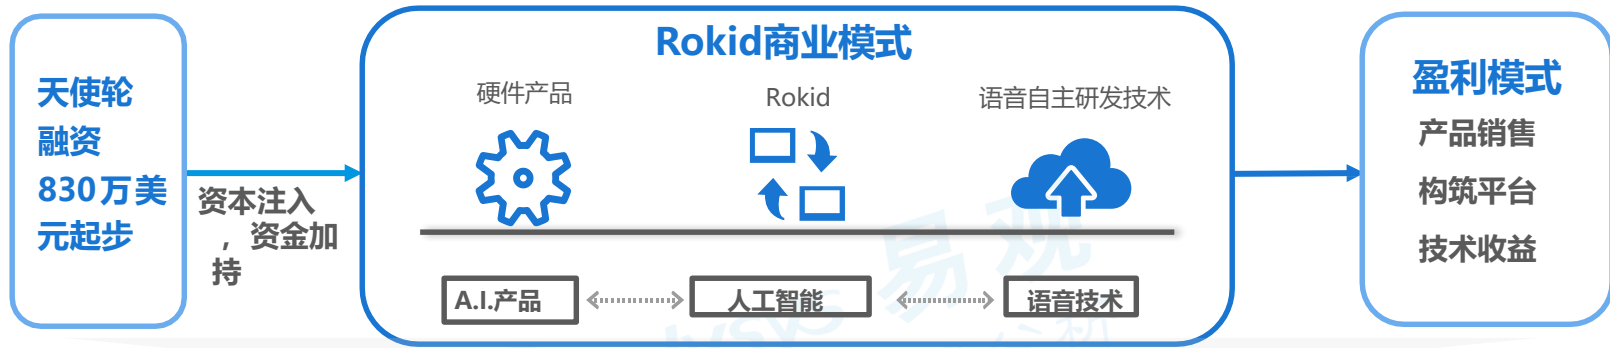 天使轮
融资
830万美
元起步
资本注入
，资金加
持
Rokid商业模式
硬件产品
Rokid
语音自主研发技术
A.I.产品
人工智能
语音技术
易观
盈利模式
产品销售
构筑平台
技术收益